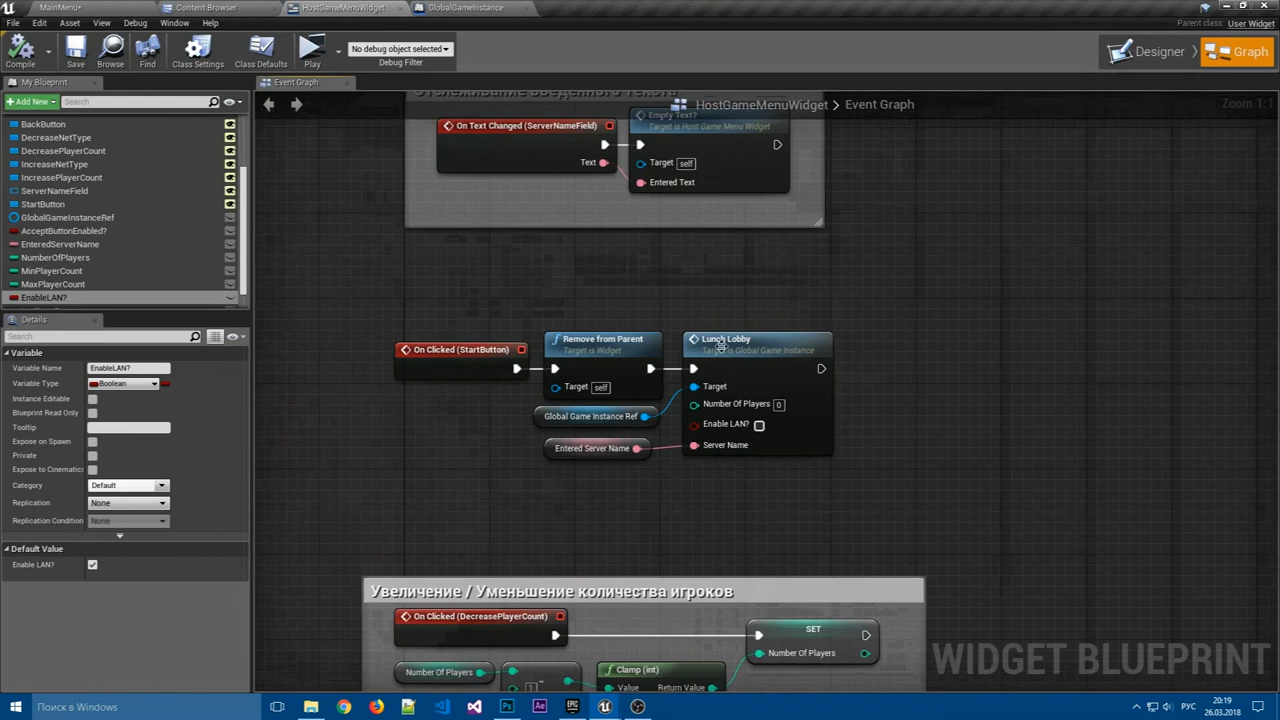 MainMenu•
Content Browser
HostGameMenuWidget
GlobalGameInstance
File Edit Asset View Debug Window Help
Parent class: User Widget
Compile
Save
Browse
Find
Class Settings
Class Defaults
Play
No debug object selected
Debug Filter
Designer
Graph
My Blueprint
Add New
Search
BackButton
DecreaseNetType
DecreasePlayerCount
IncreaseNetType
IncreasePlayerCount
ServerNameField
StartButton
GlobalGameInstanceRef
AcceptButtonEnabled?
EnteredServerName
NumberOfPlayers
MinPlayerCount
MaxPlayerCount
EnableLAN?
Details
Search
Variable
Variable Name EnableLAN?
Variable Type Boolean
Instance Editable
Blueprint Read Only
Tooltip
Expose on Spawn
Private
Expose to Cinematics
Category Default
Replication None
Replication Condition None
Default Value
Enable LAN?
Event Graph
HostGameMenuWidget > Event Graph
Zoom 1:1
Отслеживание введенного текста
On Text Changed (ServerNameField)
Text
Empty Text?
Target is Host Game Menu Widget
Target self
Entered Text
On Clicked (StartButton)
Remove from Parent
Target is Widget
Target self
Global Game Instance Ref
Entered Server Name
Lunch Lobby
Target is Global Game Instance
Target
Number Of Players 0
Enable LAN?
Server Name
Увеличение / Уменьшение количества игроков
On Clicked (DecreasePlayerCount)
SET
Number Of Players
Number Of Players
1
Clamp (int)
Value Return Value
WIDGET BLUEPRINT
Поиск в Windows
РУС
20:19
26.03.2018